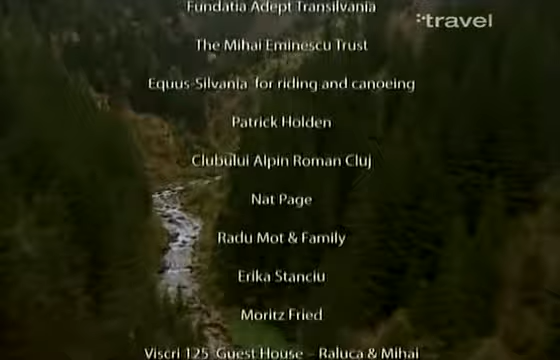 Fundatia Adept Transilvania
travel
The Mihai Eminescu Trust
Equus-Silvania for riding and canoeing
Patrick Holden
Clubului Alpin Roman Cluj
Nat Page
Radu Mot & Family
Erika Stanciu
Moritz Fried
Viscri 125 Guest House - Raluca & Mihai